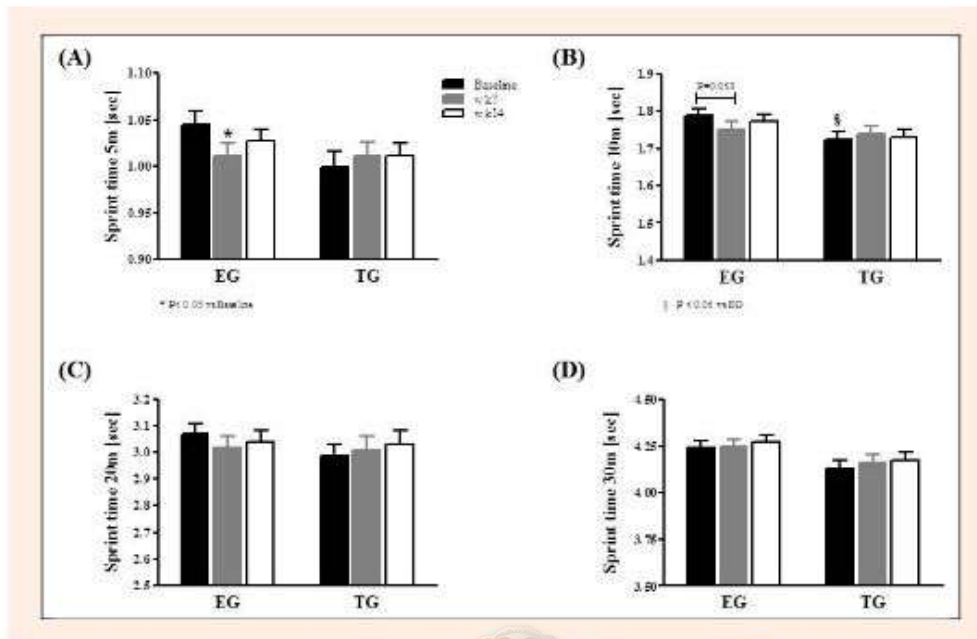 (A)
Sprint time 5m [sec]
1.10
1.05
1.00
0.95
0.90
EG
TG
* P< 0.05 vs Baseline
Baseline
(B)
Sprint time 10m [sec]
1.9
1.8
1.7
1.6
1.5
1.4
*
§
EG
TG
(C)
Sprint time 20m [sec]
3.2
3.1
3.0
2.9
2.8
2.7
2.6
2.5
EG
TG
(D)
Sprint time 30m [sec]
4.50
4.25
4.00
3.75
3.50
EG
TG